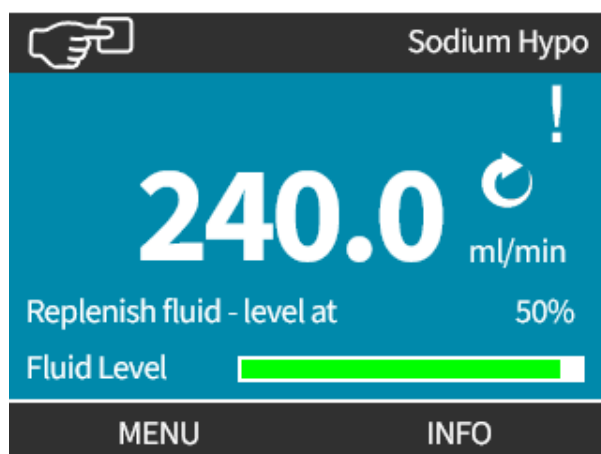 Sodium Hypo
!
240.0 ml/min
Replenish fluid - level at 50%
Fluid Level
MENU INFO